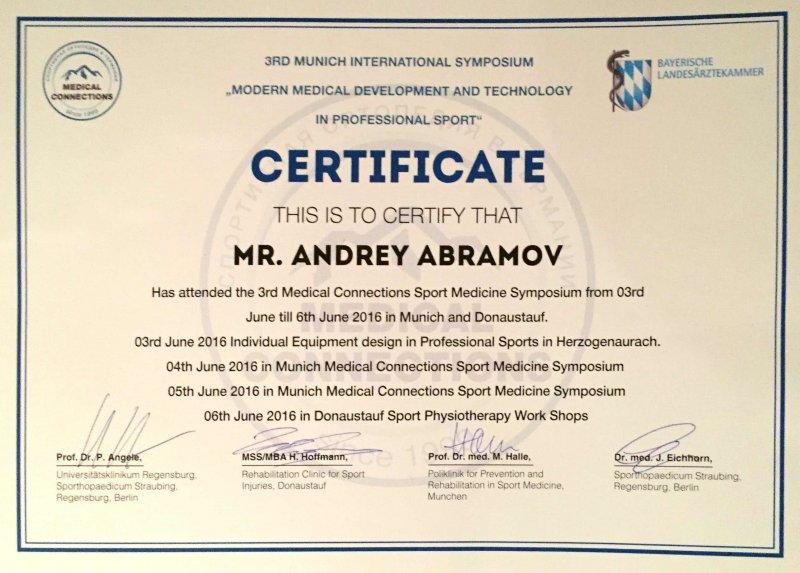 3RD MUNICH INTERNATIONAL SYMPOSIUM
„MODERN MEDICAL DEVELOPMENT AND TECHNOLOGY
IN PROFESSIONAL SPORT“
MEDICAL
CONNECTIONS
since 1995
BAYERISCHE
LANDESÄRZTEKAMMER
CERTIFICATE
THIS IS TO CERTIFY THAT
MR. ANDREY ABRAMOV
Has attended the 3rd Medical Connections Sport Medicine Symposium from 03rd
June till 6th June 2016 in Munich and Donaustauf.
03rd June 2016 Individual Equipment design in Professional Sports in Herzogenaurach.
04th June 2016 in Munich Medical Connections Sport Medicine Symposium
05th June 2016 in Munich Medical Connections Sport Medicine Symposium
06th June 2016 in Donaustauf Sport Physiotherapy Work Shops
MEDICAL
CONNECTIONS
Prof. Dr. P. Angele,
Universitätsklinikum Regensburg,
Sporthopaedicum Straubing,
Regensburg, Berlin
MSS/MBA H. Hoffmann,
Rehabilitation Clinic for Sport
Injuries, Donaustauf
Prof. Dr. med. M. Halle,
Poliklinik for Prevention and
Rehabilitation in Sport Medicine,
Munchen
Dr. med. J. Eichhorn,
Sporthopaedicum Straubing,
Regensburg, Berlin